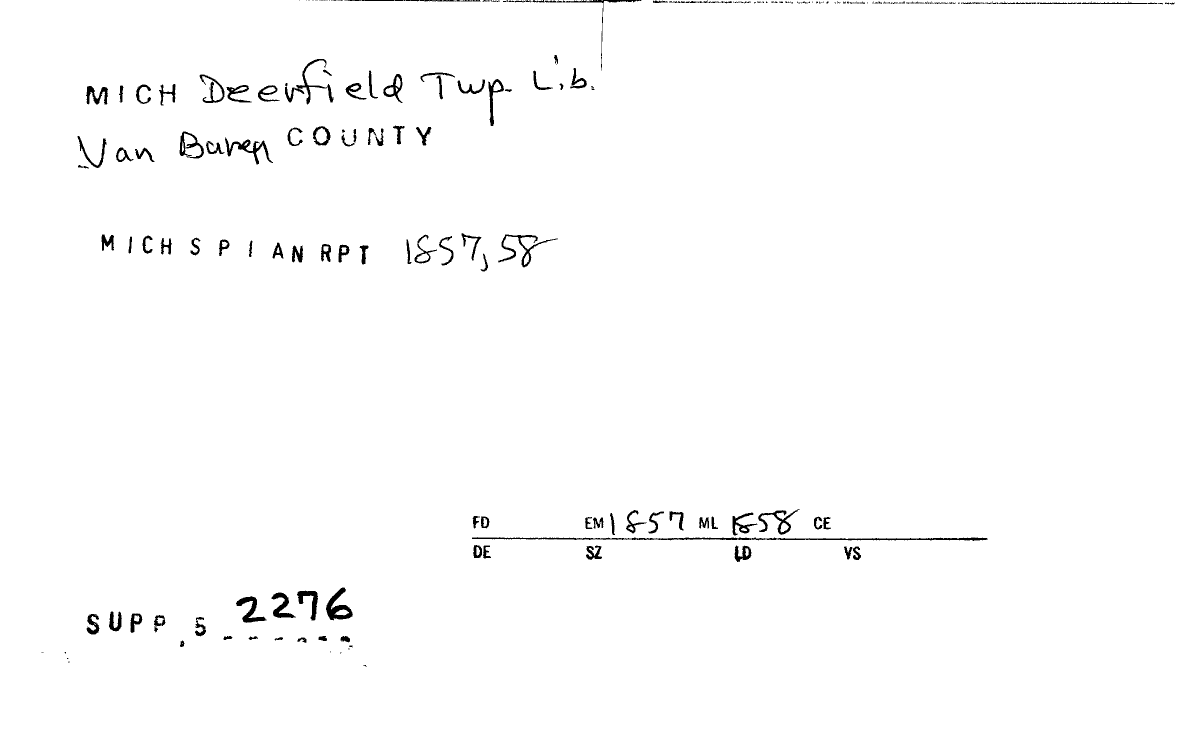 MICH Deerfield Twp. Lib.
Van Buren COUNTY
MICH S P I AN RPT 1857, 58
FD EM 1857 ML 1858 CE
DE SZ LD VS
SUPP. 5 2276